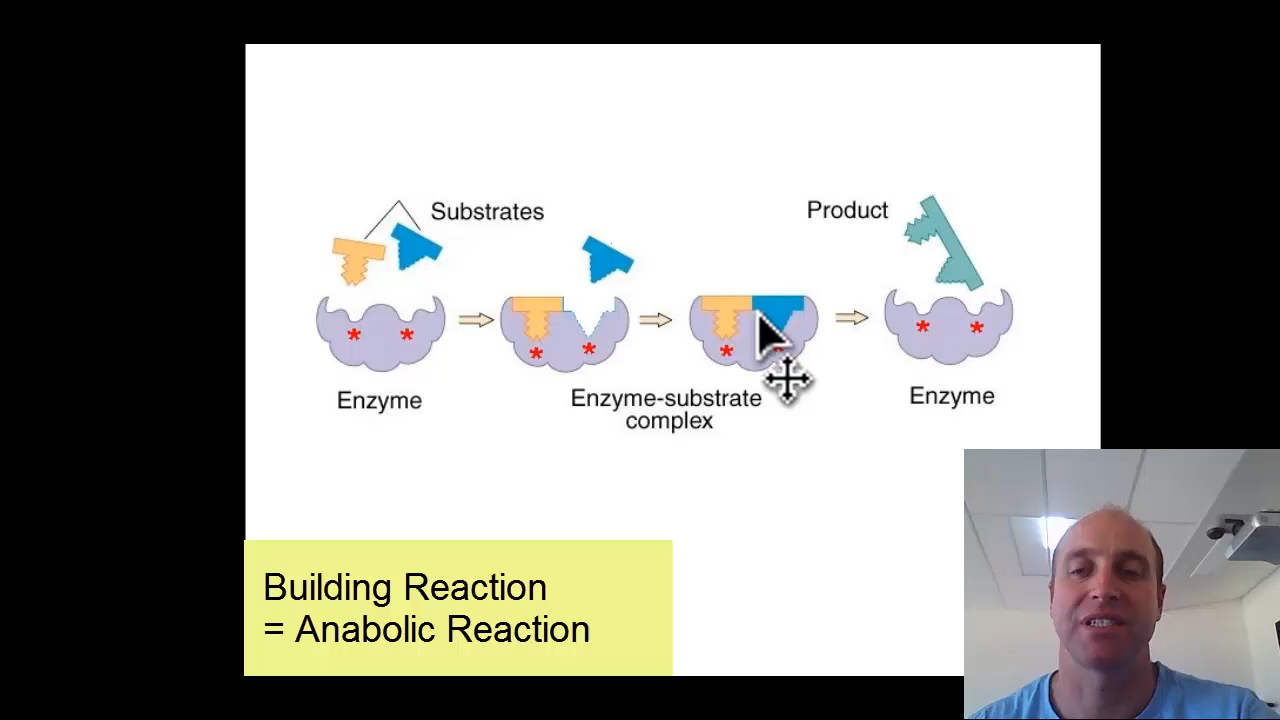 Substrates
Product
Enzyme
Enzyme-substrate
complex
Enzyme
Building Reaction
= Anabolic Reaction